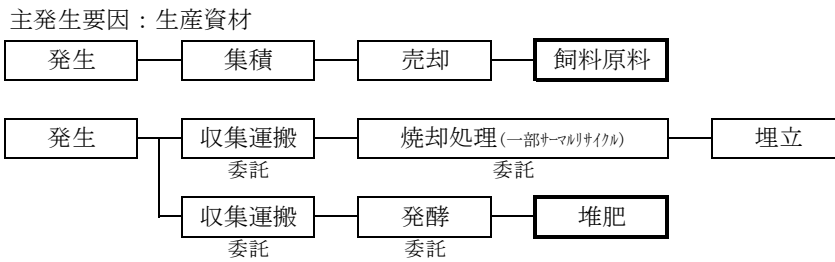 主発生要因：生産資材
発生 集積 売却 飼料原料
発生 収集運搬 焼却処理(一部ｻｰﾏﾙﾘｻｲｸﾙ) 埋立
委託 委託
収集運搬 発酵 堆肥
委託 委託